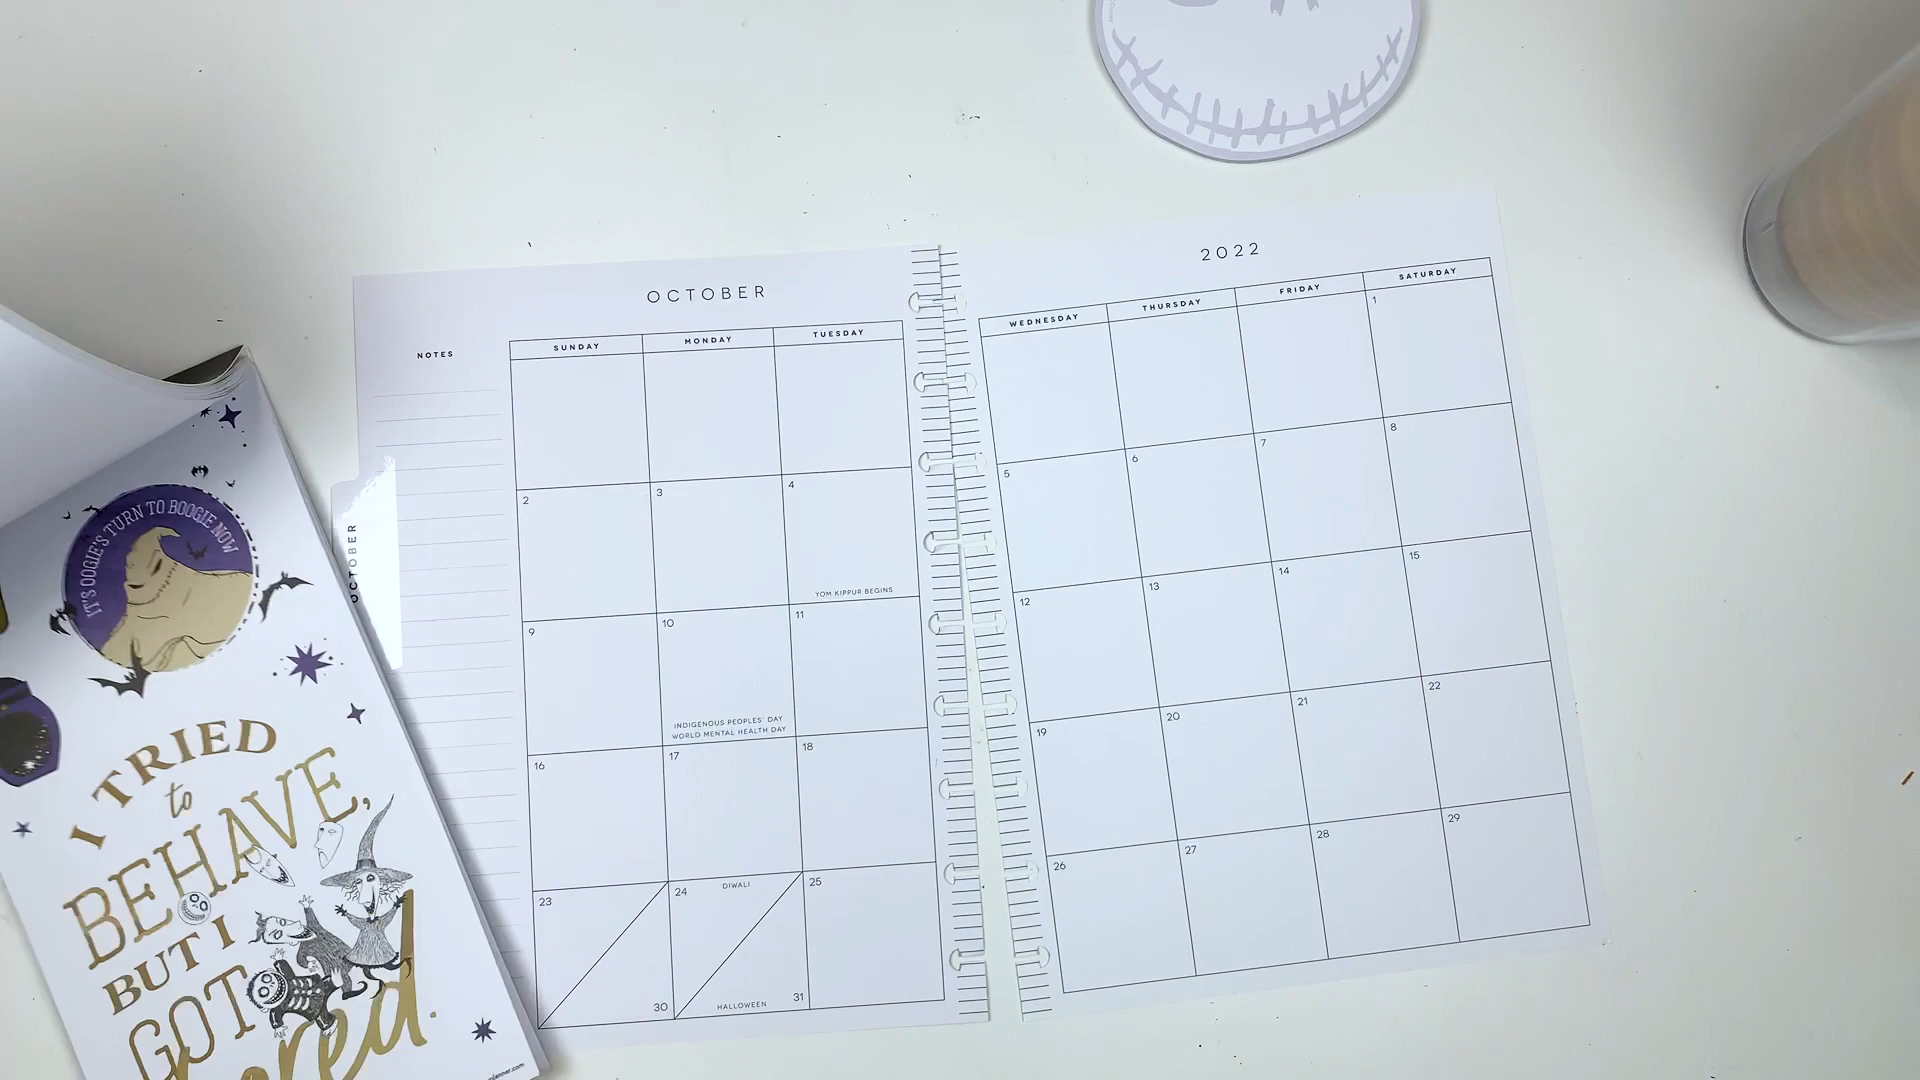 OCTOBER
2022
NOTES
SUNDAY
MONDAY
TUESDAY
WEDNESDAY
THURSDAY
FRIDAY
SATURDAY
1
2
3
4
YOM KIPPUR BEGINS
5
6
7
8
9
10
INDIGENOUS PEOPLES' DAY
WORLD MENTAL HEALTH DAY
11
12
13
14
15
16
17
18
19
20
21
22
23
30
24
DIWALI
HALLOWEEN
31
25
26
27
28
29
OCTOBER
IT'S OOGIE'S TURN TO BOOGIE NOW
I TRIED
to
BEHAVE,
BUT I
GOT